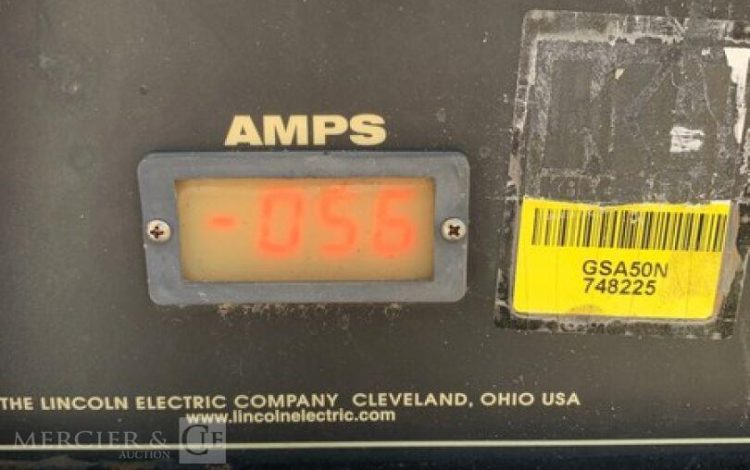 AMPS
-056
GSA50N
748225
THE LINCOLN ELECTRIC COMPANY CLEVELAND, OHIO USA
www.lincolnelectric.com
MERCIER & CIE
AUCTION